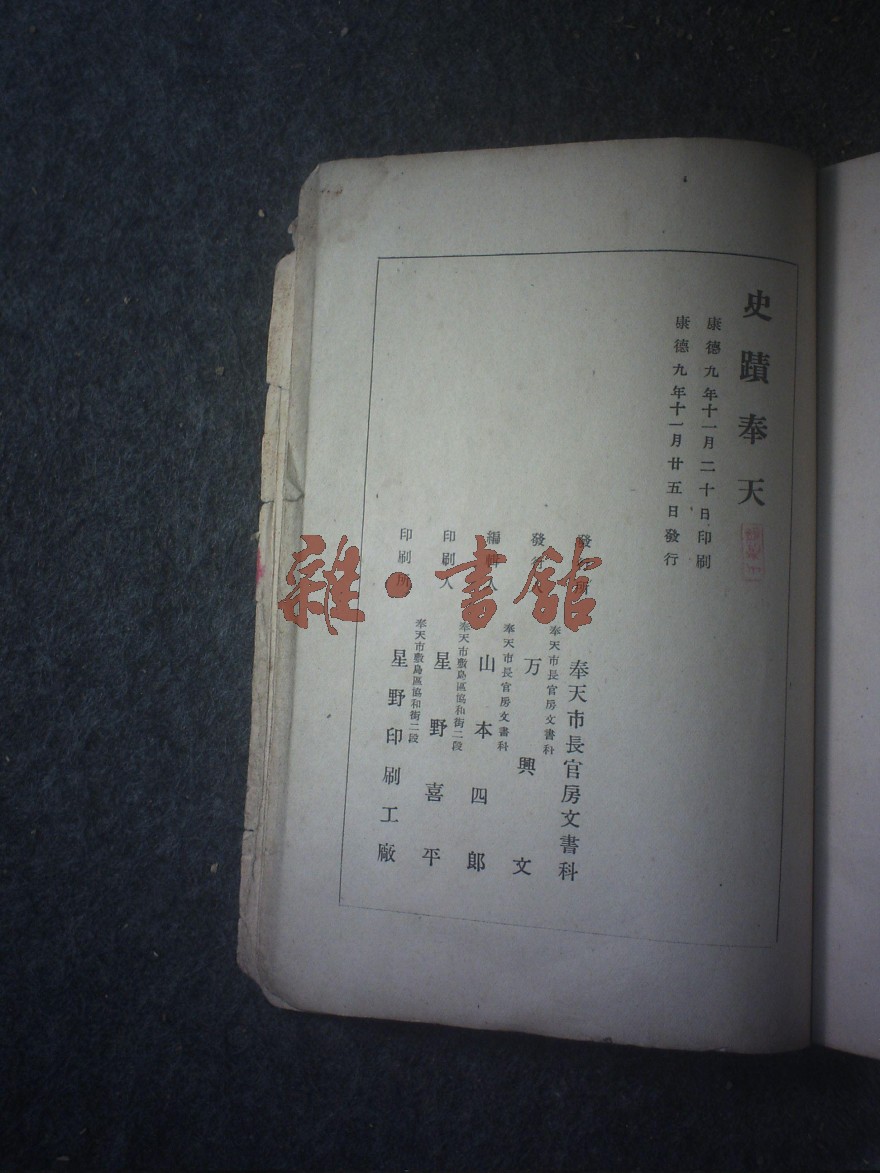 史蹟奉天
康德九年十一月二十日印刷
康德九年十一月廿五日發行
發行所
奉天市長官房文書科
奉天市長官房文書科
發行人
万興文
奉天市長官房文書科
編輯人
山本四郎
奉天市敷島區協和街二段
印刷人
星野喜平
奉天市敷島區協和街二段
印刷所
星野印刷工廠
雜·書館